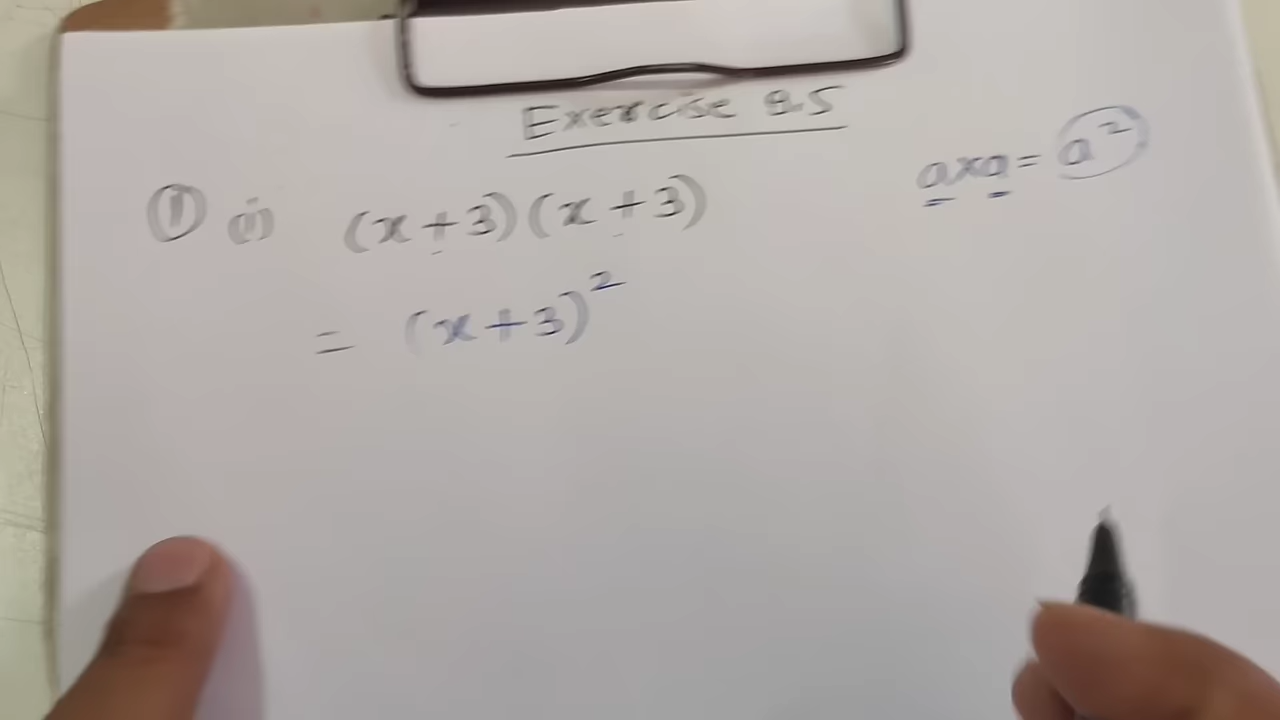 Exercise 9.5
① (i) (x+3)(x+3)
a×a = a²
= (x+3)²